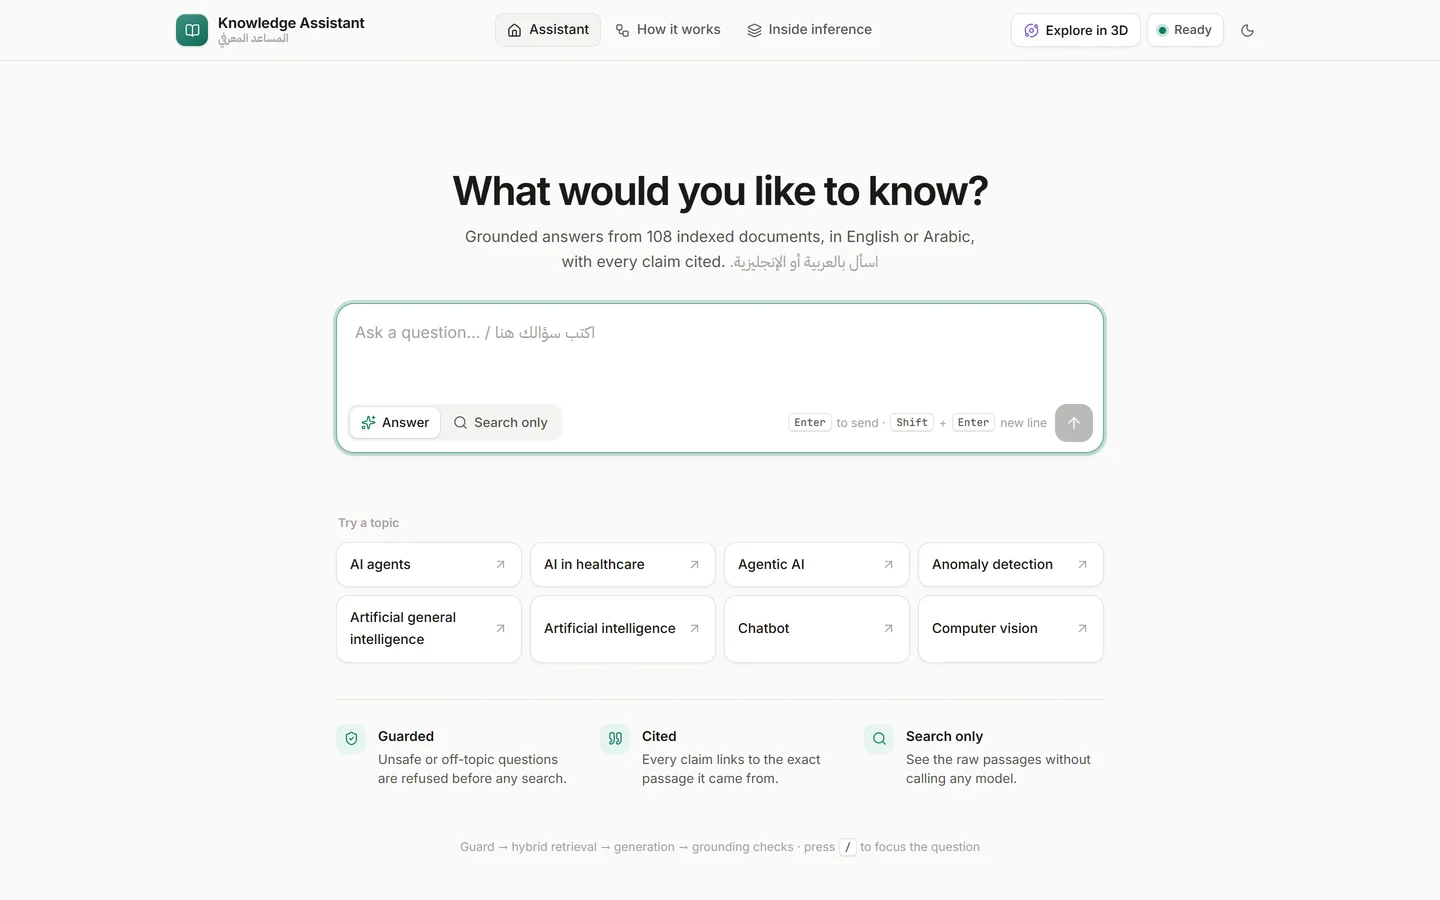 Knowledge Assistant
المساعد المعرفي
Assistant
How it works
Inside inference
Explore in 3D
Ready
What would you like to know?
Grounded answers from 108 indexed documents, in English or Arabic,
with every claim cited. اسأل بالعربية أو الإنجليزية.
Ask a question... / اكتب سؤالك هنا
Answer
Search only
Enter to send · Shift + Enter new line
Try a topic
AI agents
AI in healthcare
Agentic AI
Anomaly detection
Artificial general
intelligence
Artificial intelligence
Chatbot
Computer vision
Guarded
Unsafe or off-topic questions
are refused before any search.
Cited
Every claim links to the exact
passage it came from.
Search only
See the raw passages without
calling any model.
Guard → hybrid retrieval → generation → grounding checks · press / to focus the question